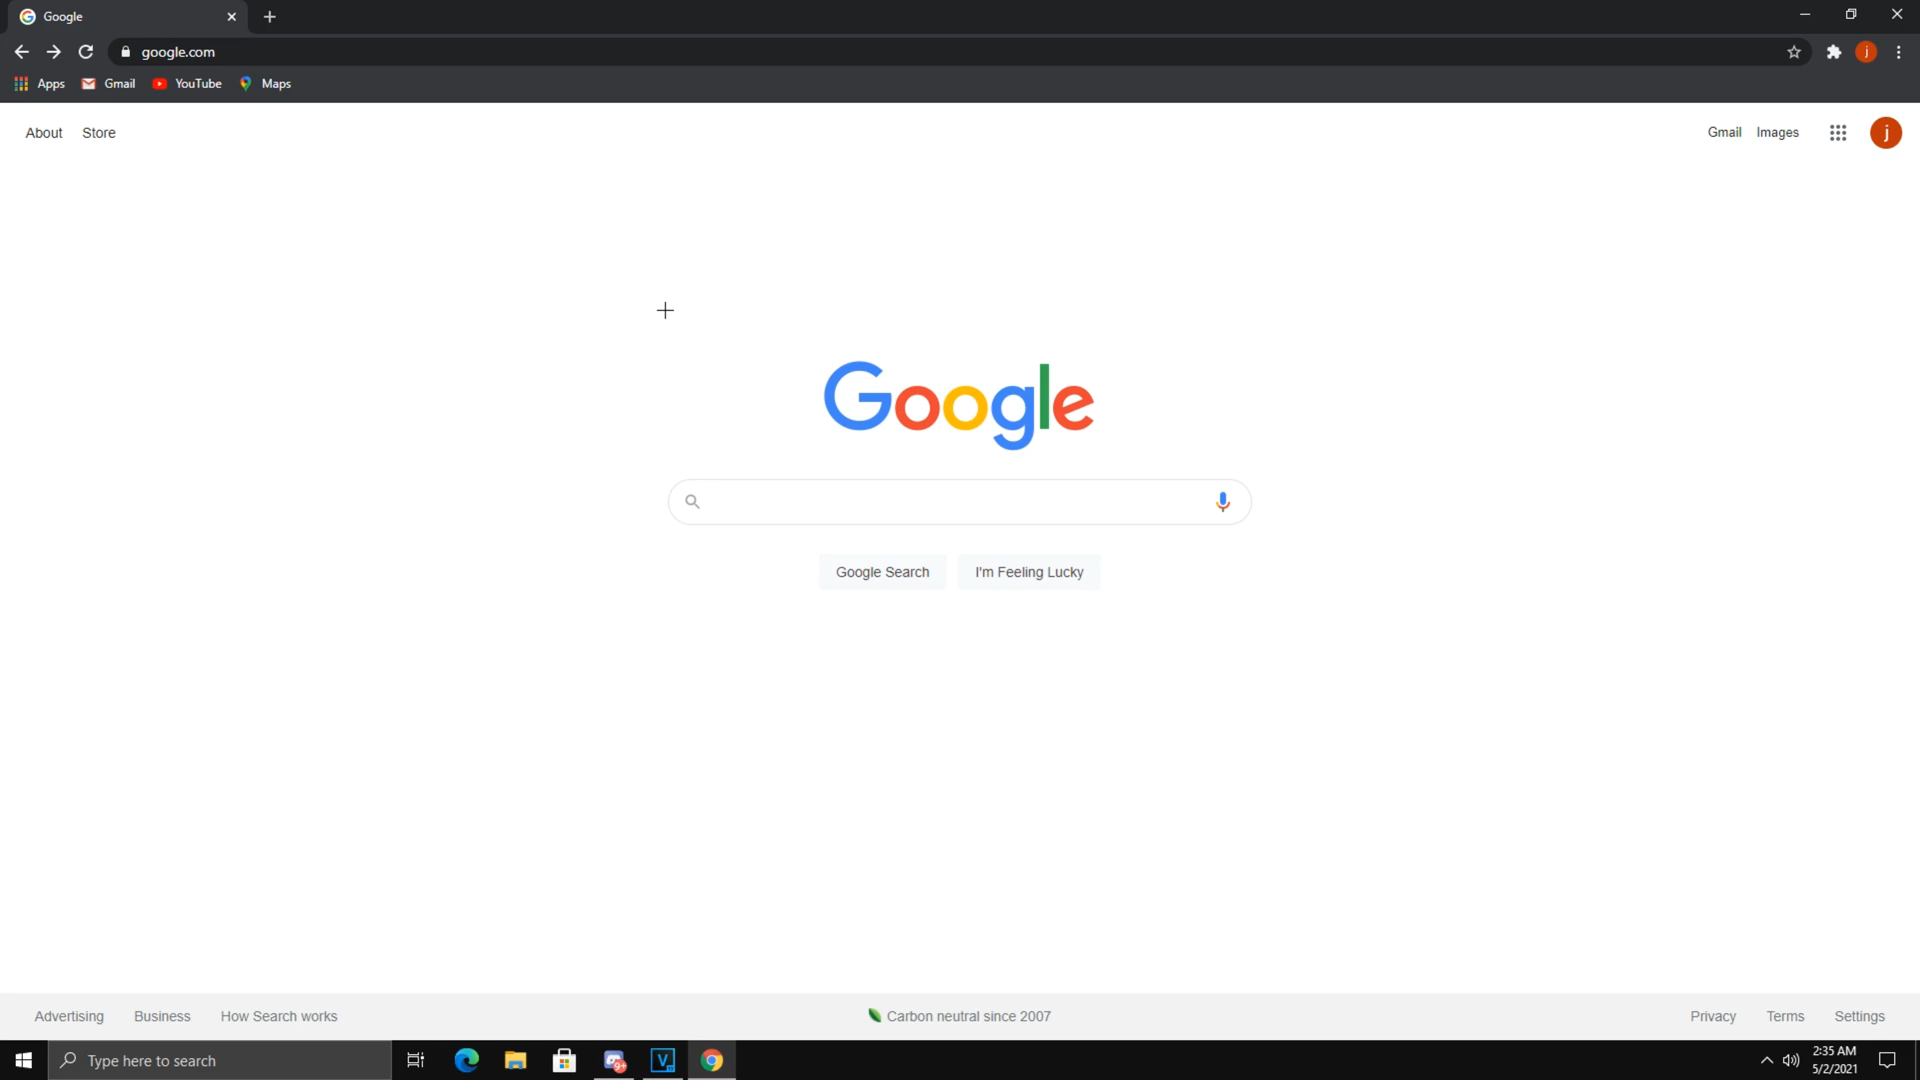 Google
google.com
Apps Gmail YouTube Maps
About Store Gmail Images j
Google
Google Search I'm Feeling Lucky
Advertising Business How Search works Carbon neutral since 2007 Privacy Terms Settings
Type here to search 9+ V 2:35 AM
5/2/2021